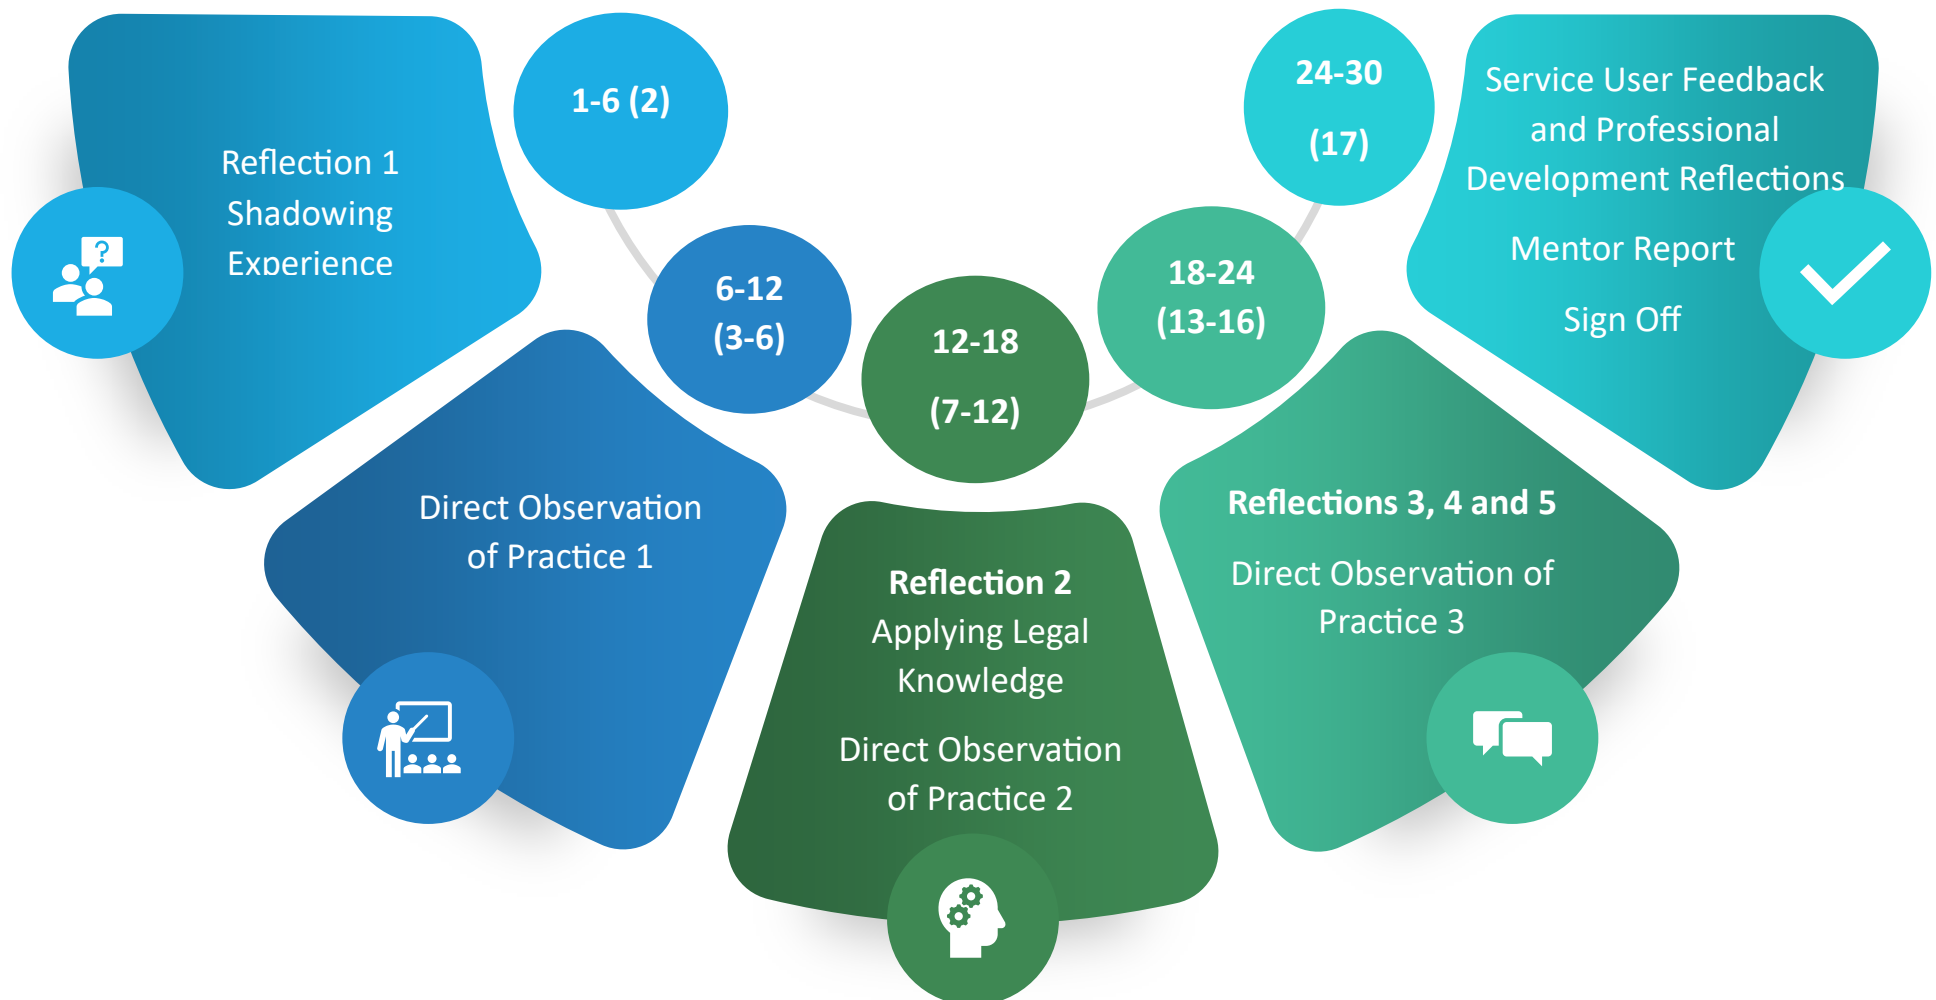 1-6 (2)
Reflection 1
Shadowing
Experience
6-12
(3-6)
Direct Observation
of Practice 1
12-18
(7-12)
Reflection 2
Applying Legal
Knowledge
Direct Observation
of Practice 2
18-24
(13-16)
Reflections 3, 4 and 5
Direct Observation of
Practice 3
24-30
(17)
Service User Feedback
and Professional
Development Reflections
Mentor Report
Sign Off
?